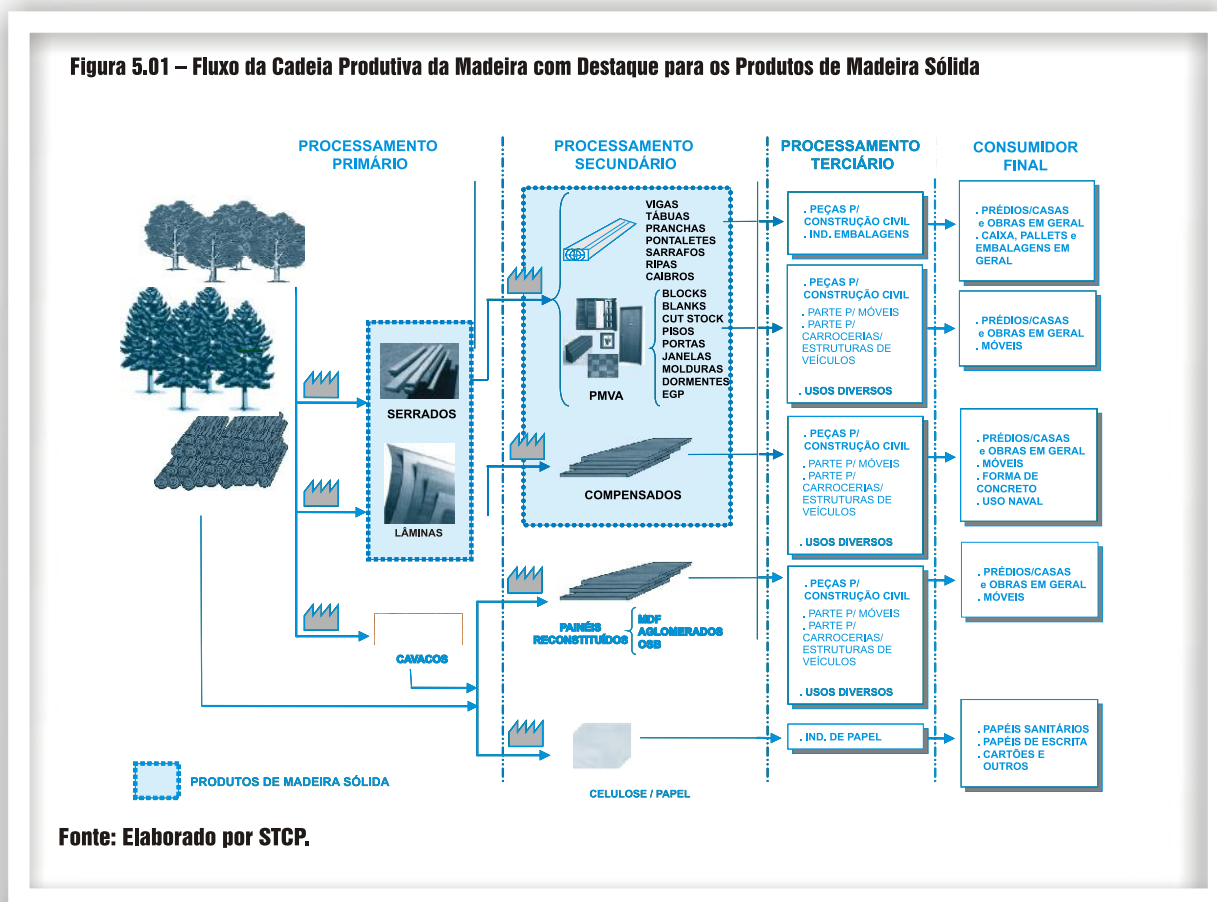 Figura 5.01 – Fluxo da Cadeia Produtiva da Madeira com Destaque para os Produtos de Madeira Sólida
PROCESSAMENTO
PRIMÁRIO
PROCESSAMENTO
SECUNDÁRIO
PROCESSAMENTO
TERCIÁRIO
CONSUMIDOR
FINAL
SERRADOS
LÂMINAS
CAVACOS
VIGAS
TÁBUAS
PRANCHAS
PONTALETES
SARRAFOS
RIPAS
CAIBROS
BLOCKS
BLANKS
CUT STOCK
PISOS
PORTAS
JANELAS
MOLDURAS
DORMENTES
EGP
PMVA
COMPENSADOS
PAINÉIS
RECONSTITUÍDOS
MDF
AGLOMERADOS
OSB
CELULOSE / PAPEL
. PEÇAS P/
CONSTRUÇÃO CIVIL
. IND. EMBALAGENS
. PEÇAS P/
CONSTRUÇÃO CIVIL
. PARTE P/ MÓVEIS
. PARTE P/
CARROCERIAS/
ESTRUTURAS DE
VEÍCULOS
. USOS DIVERSOS
. PEÇAS P/
CONSTRUÇÃO CIVIL
. PARTE P/ MÓVEIS
. PARTE P/
CARROCERIAS/
ESTRUTURAS DE
VEÍCULOS
. USOS DIVERSOS
. PEÇAS P/
CONSTRUÇÃO CIVIL
. PARTE P/ MÓVEIS
. PARTE P/
CARROCERIAS/
ESTRUTURAS DE
VEÍCULOS
. USOS DIVERSOS
. IND. DE PAPEL
. PRÉDIOS/CASAS
e OBRAS EM GERAL
. CAIXA, PALLETS e
EMBALAGENS EM
GERAL
. PRÉDIOS/CASAS
e OBRAS EM GERAL
. MÓVEIS
. PRÉDIOS/CASAS
e OBRAS EM GERAL
. MÓVEIS
. FORMA DE
CONCRETO
. USO NAVAL
. PRÉDIOS/CASAS
e OBRAS EM GERAL
. MÓVEIS
. PAPÉIS SANITÁRIOS
. PAPÉIS DE ESCRITA
. CARTÕES E
OUTROS
PRODUTOS DE MADEIRA SÓLIDA
Fonte: Elaborado por STCP.